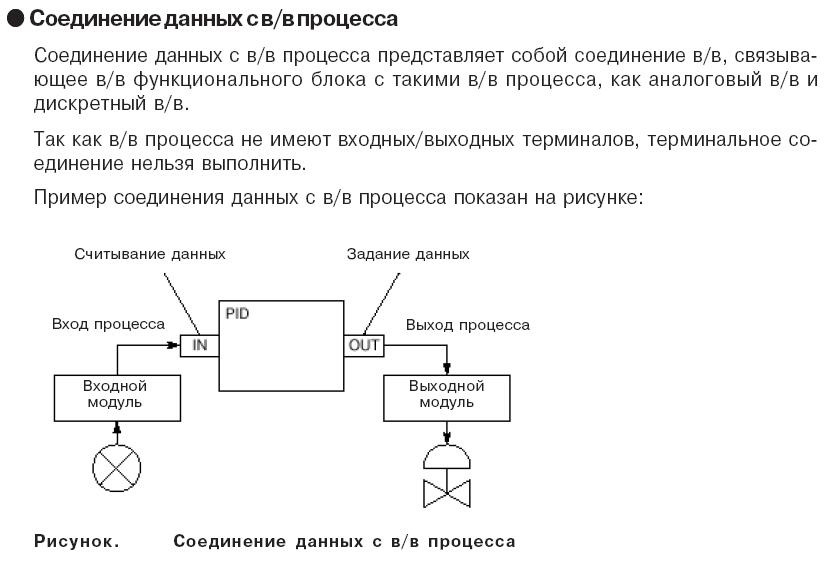 ● Соединение данных с в/в процесса
Соединение данных с в/в процесса представляет собой соединение в/в, связыва-
ющее в/в функционального блока с такими в/в процесса, как аналоговый в/в и
дискретный в/в.
Так как в/в процесса не имеют входных/выходных терминалов, терминальное со-
единение нельзя выполнить.
Пример соединения данных с в/в процесса показан на рисунке:
Считывание данных
Задание данных
PID
Вход процесса
Выход процесса
IN
OUT
Входной
модуль
Выходной
модуль
Рисунок. Соединение данных с в/в процесса